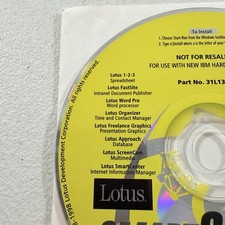 To Install
1. Choose Start-Run from the Windows
2. Type x:\install where x is the letter of your
NOT FOR RESAL
FOR USE WITH NEW IBM HARD
Part No. 31L13
Lotus 1-2-3
Spreadsheet
Lotus FastSite
Intranet Document Publisher
Lotus Word Pro
Word processor
Lotus Organizer
Time and Contact Manager
Lotus Freelance Graphics
Presentation Graphics
Lotus Approach
Database
Lotus ScreenCam
Multimedia
Lotus SmartCenter
Internet Information Manager
Lotus
1998 Lotus Development Corporation. All rights reserved.